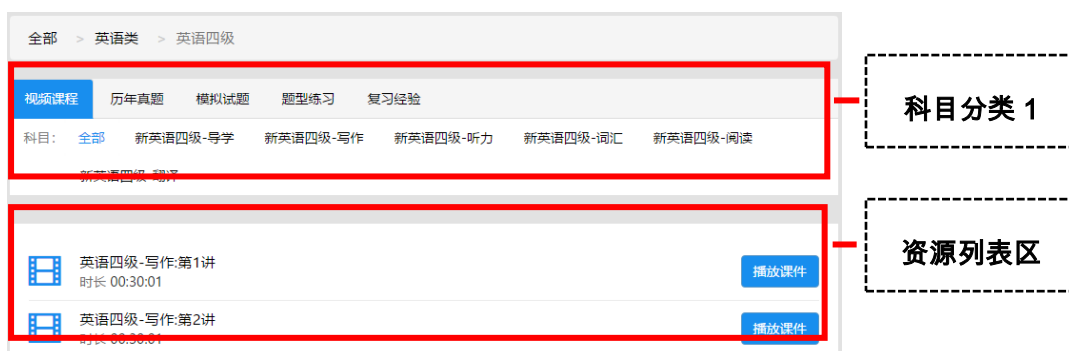 全部 > 英语类 > 英语四级
视频课程 历年真题 模拟试题 题型练习 复习经验
科目: 全部 新英语四级-导学 新英语四级-写作 新英语四级-听力 新英语四级-词汇 新英语四级-阅读
新英语四级-翻译
科目分类 1
英语四级-写作:第1讲
时长 00:30:01
播放课件
英语四级-写作:第2讲
时长 00:30:01
播放课件
资源列表区